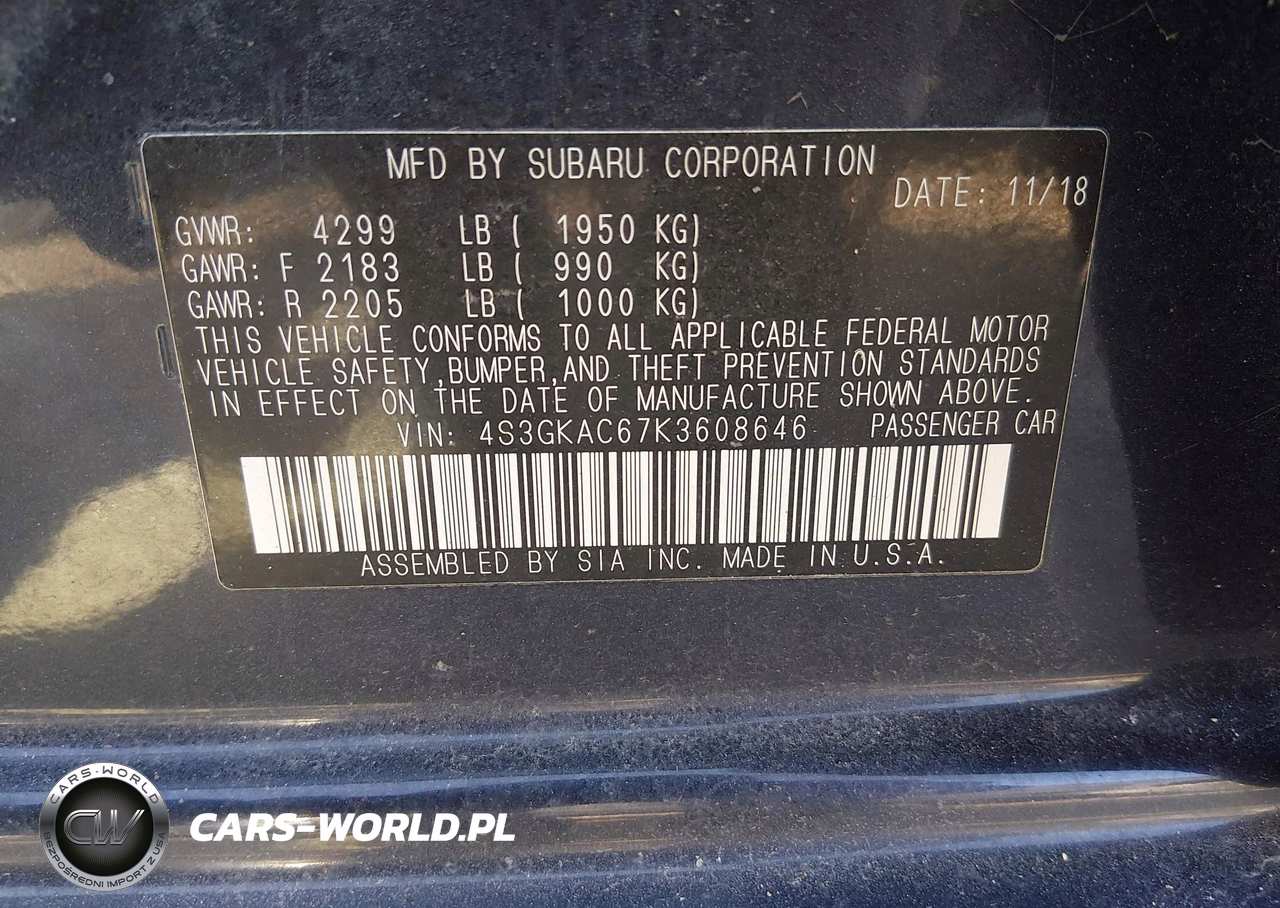 MFD BY SUBARU CORPORATION
DATE: 11/18
GVWR: 4299 LB ( 1950 KG)
GAWR: F 2183 LB ( 990 KG)
GAWR: R 2205 LB ( 1000 KG)
THIS VEHICLE CONFORMS TO ALL APPLICABLE FEDERAL MOTOR
VEHICLE SAFETY,BUMPER,AND THEFT PREVENTION STANDARDS
IN EFFECT ON THE DATE OF MANUFACTURE SHOWN ABOVE.
VIN: 4S3GKAC67K3608646 PASSENGER CAR
ASSEMBLED BY SIA INC. MADE IN U.S.A.
CARS-WORLD
CW
BEZPOŚREDNI IMPORT Z USA
CARS-WORLD.PL